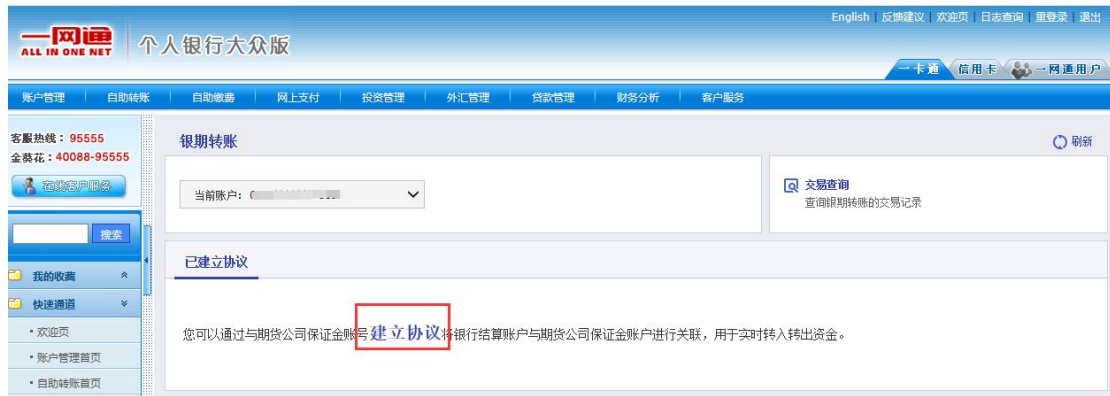 English 反馈建议 欢迎页 日志查询 重登录 退出
一网通
ALL IN ONE NET
个人银行大众版
一卡通 信用卡 一网通用户
账户管理 自助转账 自助缴费 网上支付 投资管理 外汇管理 贷款管理 财务分析 客户服务
客服热线：95555
金葵花：40088-95555
在线客户服务
搜索
我的收藏
快速通道
・欢迎页
・账户管理首页
・自助转账首页
银期转账
刷新
当前账户：
交易查询
查询银期转账的交易记录
已建立协议
您可以通过与期货公司保证金账号建立协议将银行结算账户与期货公司保证金账户进行关联，用于实时转入转出资金。